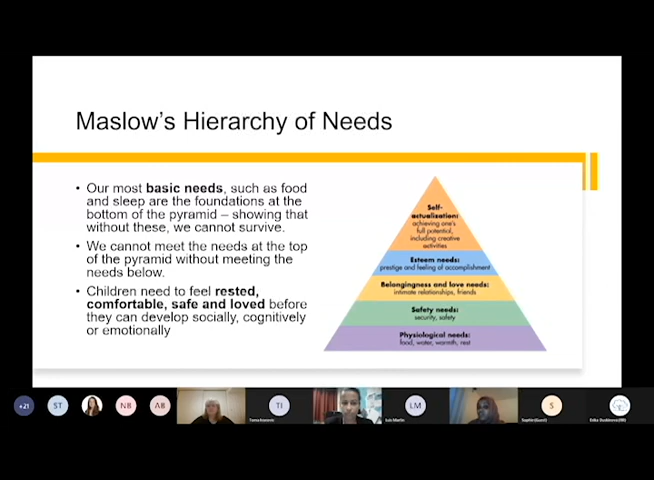 Maslow's Hierarchy of Needs
• Our most basic needs, such as food
and sleep are the foundations at the
bottom of the pyramid – showing that
without these, we cannot survive.
• We cannot meet the needs at the top
of the pyramid without meeting the
needs below.
• Children need to feel rested,
comfortable, safe and loved before
they can develop socially, cognitively
or emotionally
Self-
actualization:
achieving one's
full potential,
including creative
activities
Esteem needs:
prestige and feeling of accomplishment
Belongingness and love needs:
intimate relationships, friends
Safety needs:
security, safety
Physiological needs:
food, water, warmth, rest
+21
ST
NB
AB
TI
LM
S